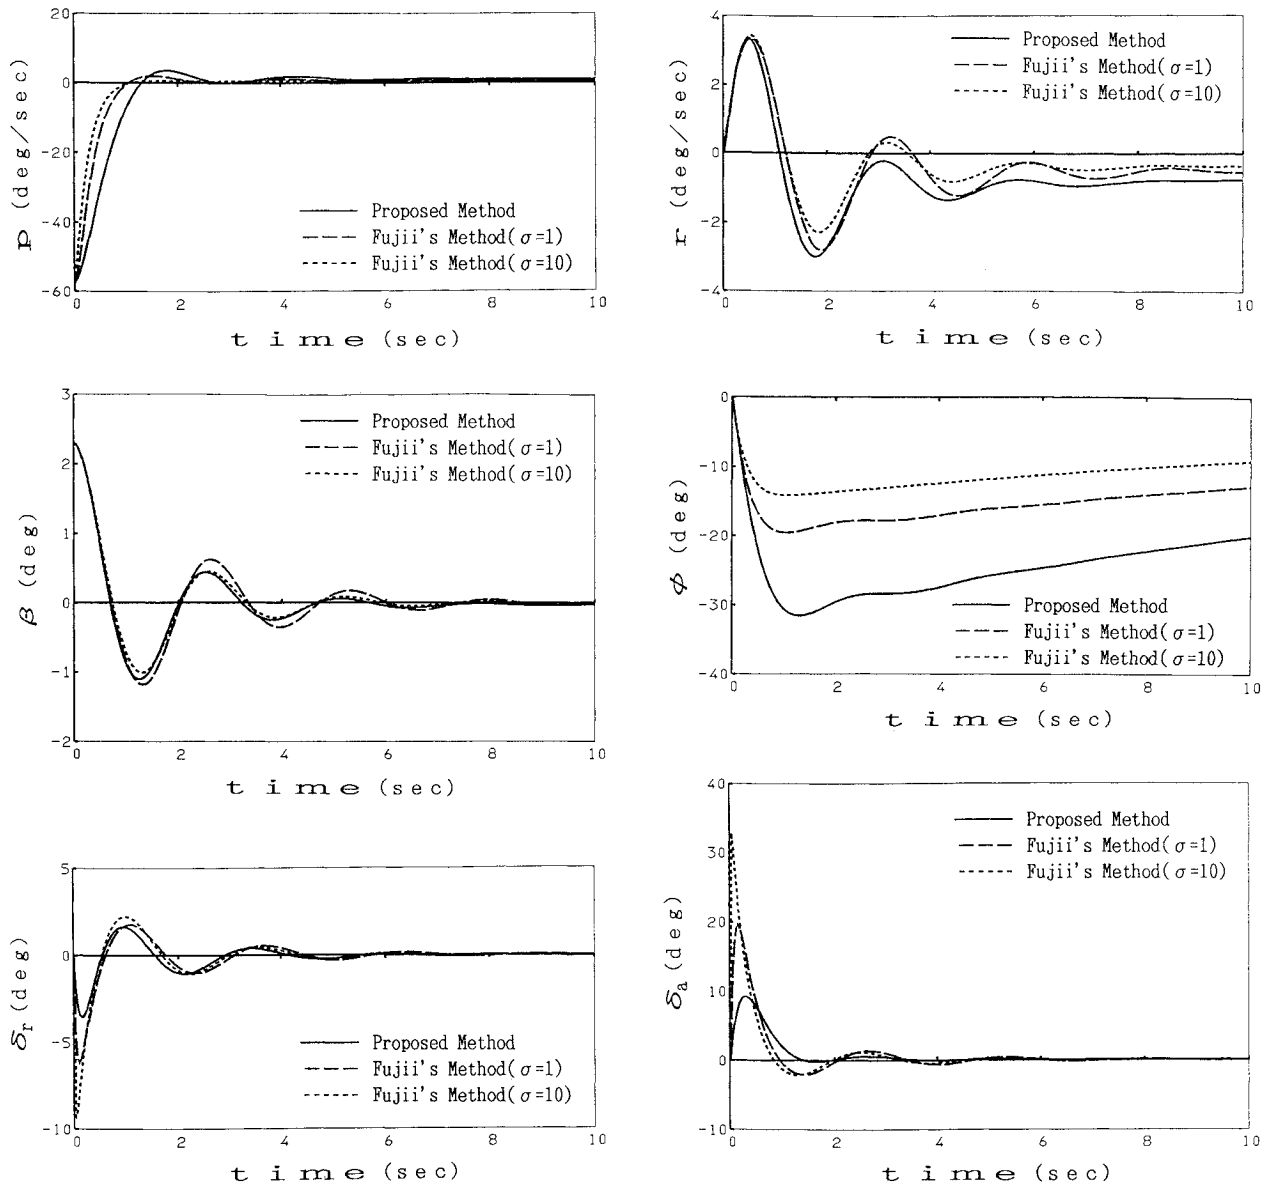 20
0
-20
-40
-60
p (deg/sec)
Proposed Method
Fujii's Method(σ=1)
Fujii's Method(σ=10)
0 2 4 6 8 10
time (sec)
4
2
0
-2
-4
r (deg/sec)
Proposed Method
Fujii's Method(σ=1)
Fujii's Method(σ=10)
0 2 4 6 8 10
time (sec)
3
2
1
0
-1
-2
β (deg)
Proposed Method
Fujii's Method(σ=1)
Fujii's Method(σ=10)
0 2 4 6 8 10
time (sec)
0
-10
-20
-30
-40
φ (deg)
Proposed Method
Fujii's Method(σ=1)
Fujii's Method(σ=10)
0 2 4 6 8 10
time (sec)
5
0
-5
-10
δr (deg)
Proposed Method
Fujii's Method(σ=1)
Fujii's Method(σ=10)
0 2 4 6 8 10
time (sec)
40
30
20
10
0
-10
δa (deg)
Proposed Method
Fujii's Method(σ=1)
Fujii's Method(σ=10)
0 2 4 6 8 10
time (sec)